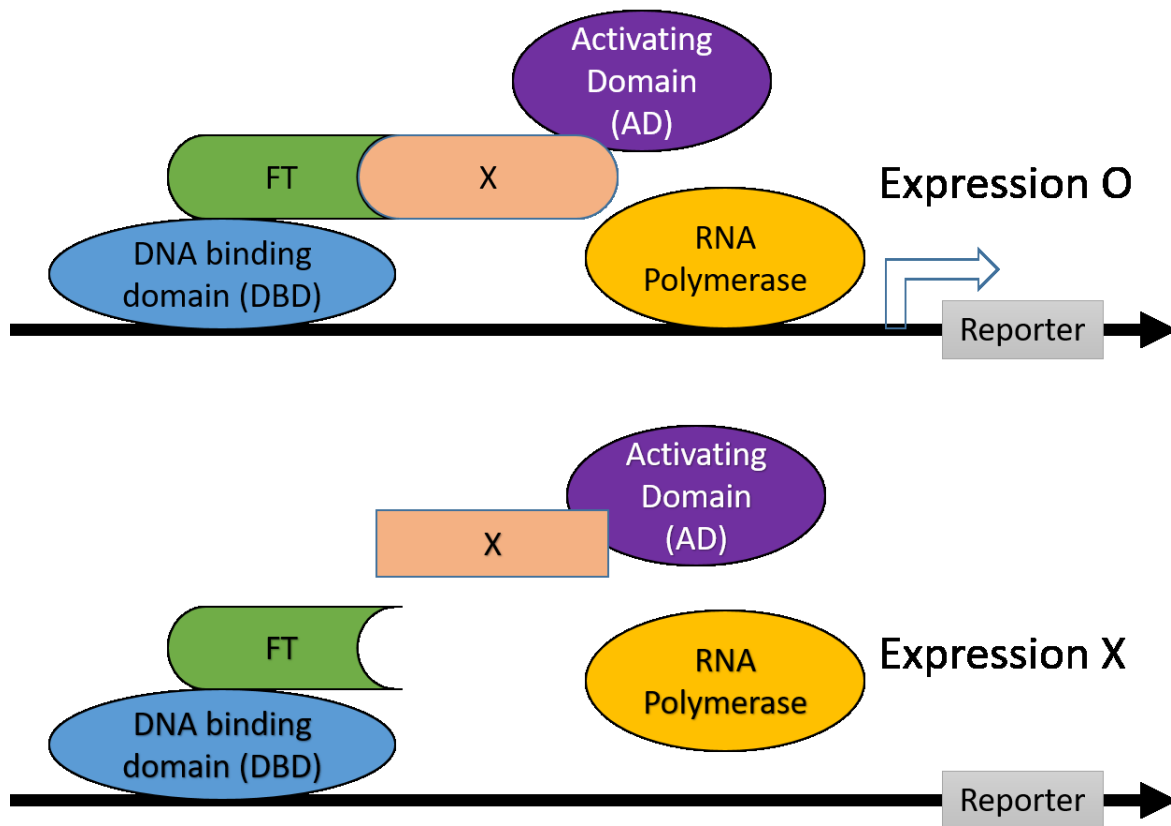 Activating
Domain
(AD)
FT
X
Expression O
DNA binding
domain (DBD)
RNA
Polymerase
Reporter
Activating
Domain
(AD)
X
FT
RNA
Polymerase
Expression X
DNA binding
domain (DBD)
Reporter